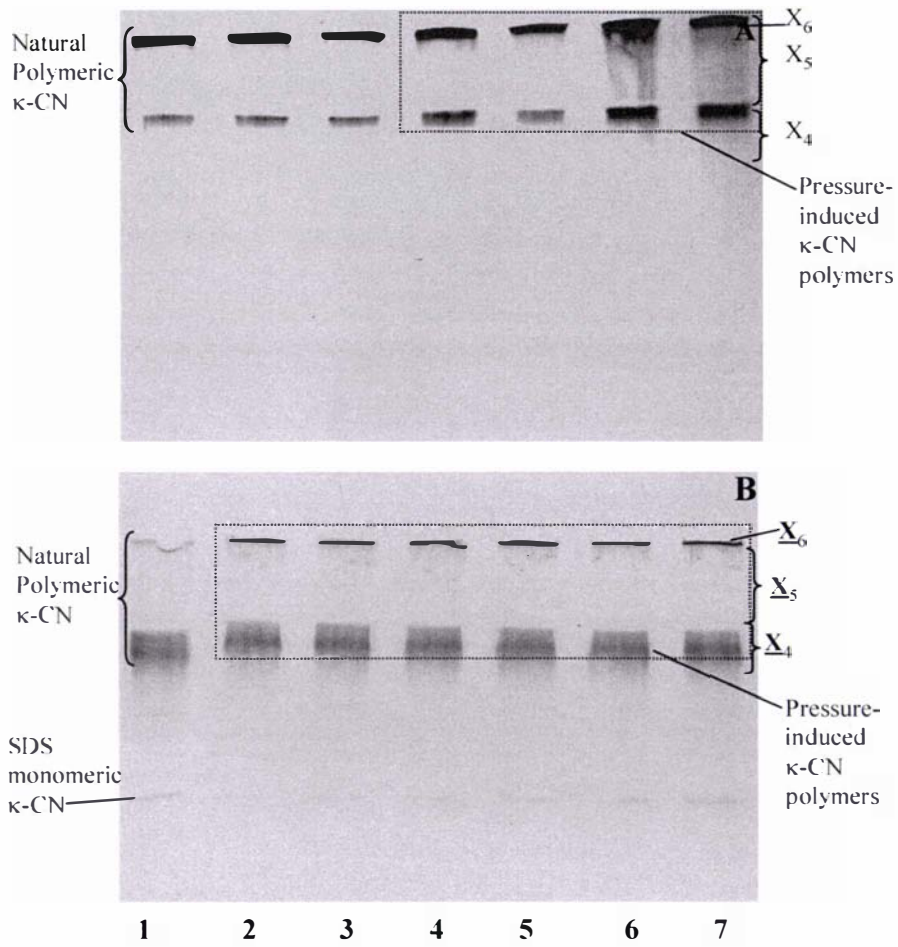 Natural
Polymeric
κ-CN
A
X₆
X₅
X₄
Pressure-
induced
κ-CN
polymers
B
Natural
Polymeric
κ-CN
X₆
X₅
X₄
Pressure-
induced
κ-CN
polymers
SDS
monomeric
κ-CN
1 2 3 4 5 6 7